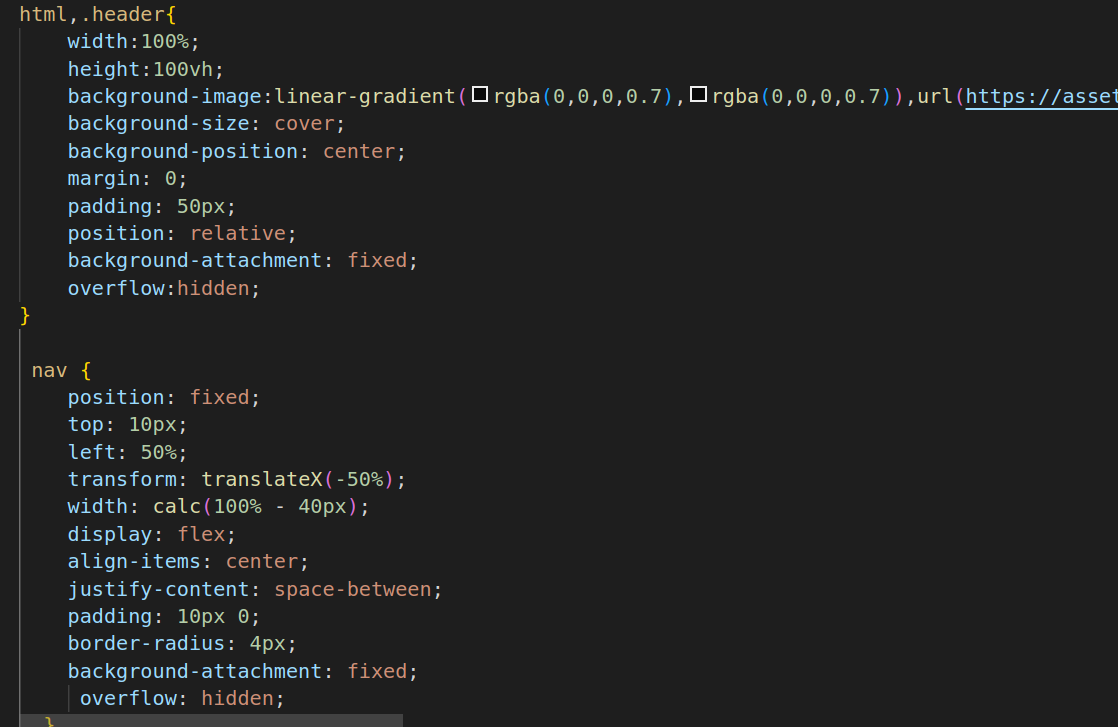 html,.header{
width:100%;
height:100vh;
background-image:linear-gradient(rgba(0,0,0,0.7),rgba(0,0,0,0.7)),url(https://asset
background-size: cover;
background-position: center;
margin: 0;
padding: 50px;
position: relative;
background-attachment: fixed;
overflow:hidden;
}
nav {
position: fixed;
top: 10px;
left: 50%;
transform: translateX(-50%);
width: calc(100% - 40px);
display: flex;
align-items: center;
justify-content: space-between;
padding: 10px 0;
border-radius: 4px;
background-attachment: fixed;
overflow: hidden;
}